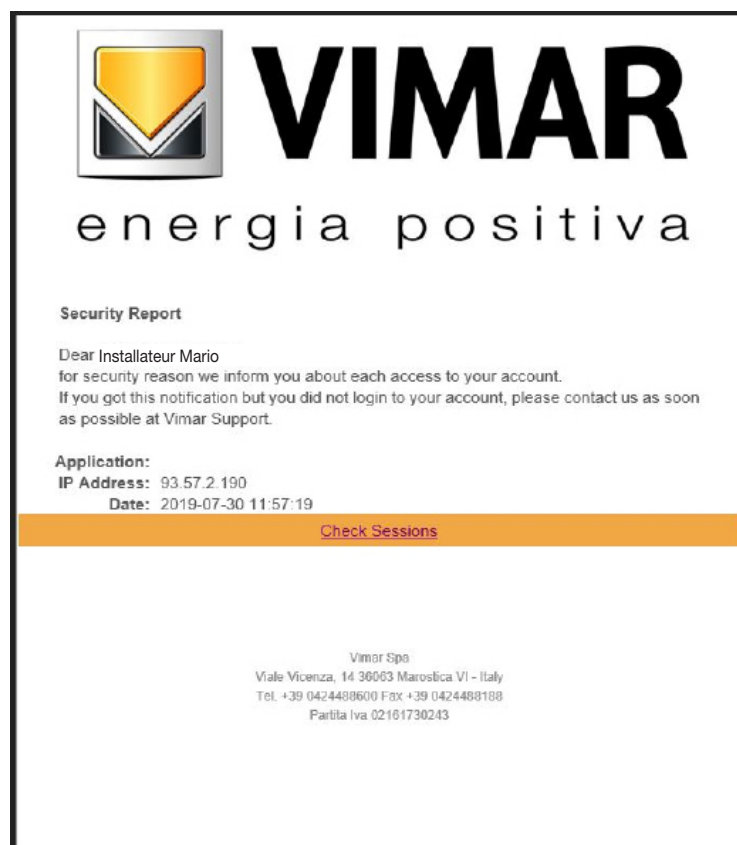 VIMAR
energia positiva
Security Report
Dear Installateur Mario
for security reason we inform you about each access to your account.
If you got this notification but you did not login to your account, please contact us as soon
as possible at Vimar Support.
Application:
IP Address: 93.57.2.190
Date: 2019-07-30 11:57:19
Check Sessions
Vimar Spa
Viale Vicenza, 14 36063 Marostica VI - Italy
Tel. +39 0424488600 Fax +39 0424488188
Partita Iva 02161730243